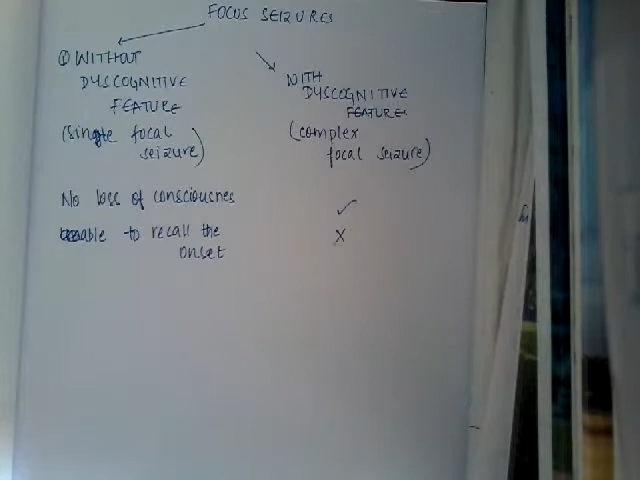 FOCUS SEIZURES
① WITHOUT
DYSCOGNITIVE
FEATURE
(single focal
seizure)
WITH
DYSCOGNITIVE
FEATURE
(complex
focal seizure)
No loss of consciousnes
✓
able to recall the
onset
X